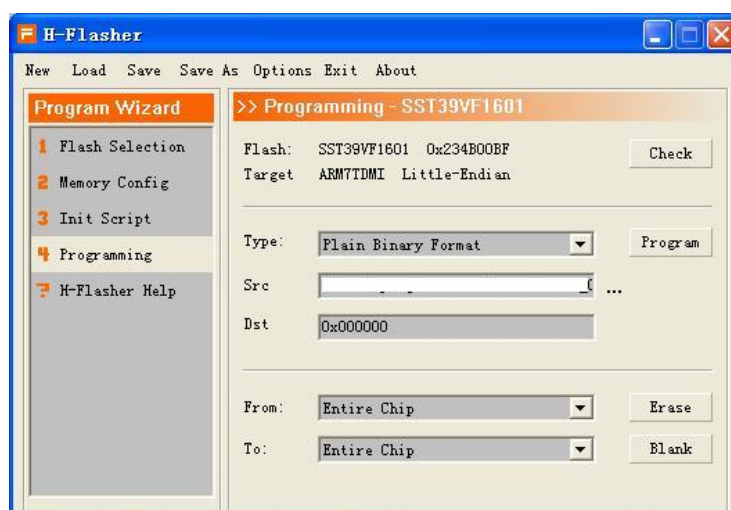 H-Flasher
New Load Save Save As Options Exit About
Program Wizard
1 Flash Selection
2 Memory Config
3 Init Script
4 Programming
? H-Flasher Help
>> Programming - SST39VF1601
Flash: SST39VF1601 0x234B00BF Check
Target ARM7TDMI Little-Endian
Type: Plain Binary Format Program
Src ...
Dst 0x000000
From: Entire Chip Erase
To: Entire Chip Blank